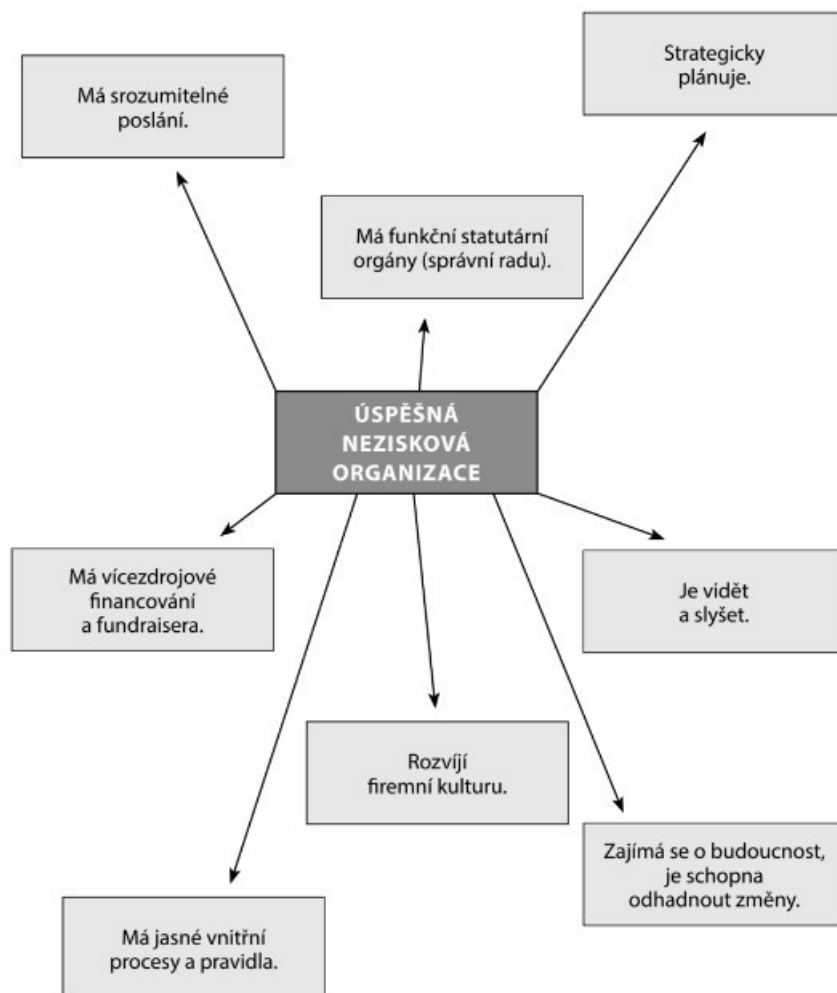 Strategicky
plánuje.
Má srozumitelné
poslání.
Má funkční statutární
orgány (správní radu).
ÚSPĚŠNÁ
NEZISKOVÁ
ORGANIZACE
Má vícezdrojové
financování
a fundraisera.
Je vidět
a slyšet.
Rozvíjí
firemní kulturu.
Zajímá se o budoucnost,
je schopna
odhadnout změny.
Má jasné vnitřní
procesy a pravidla.